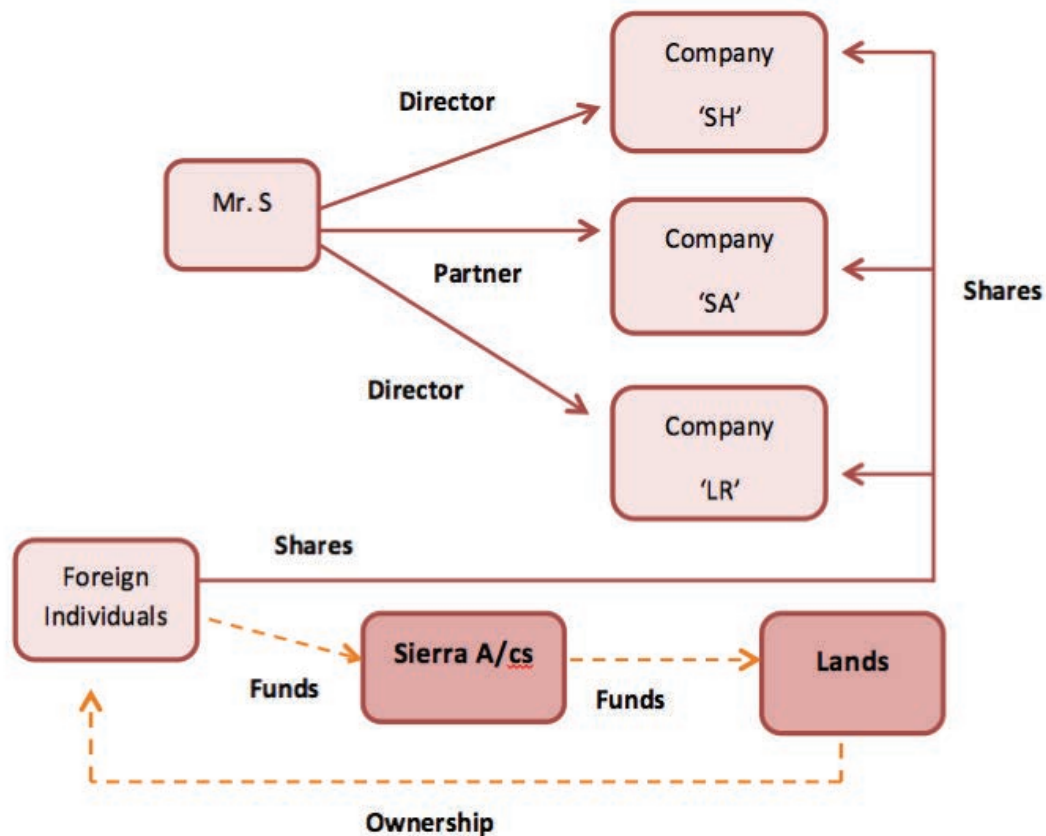 Company
'SH'
Director
Mr. S
Company
'SA'
Partner
Shares
Director
Company
'LR'
Shares
Foreign
Individuals
Sierra A/cs
Lands
Funds
Funds
Ownership